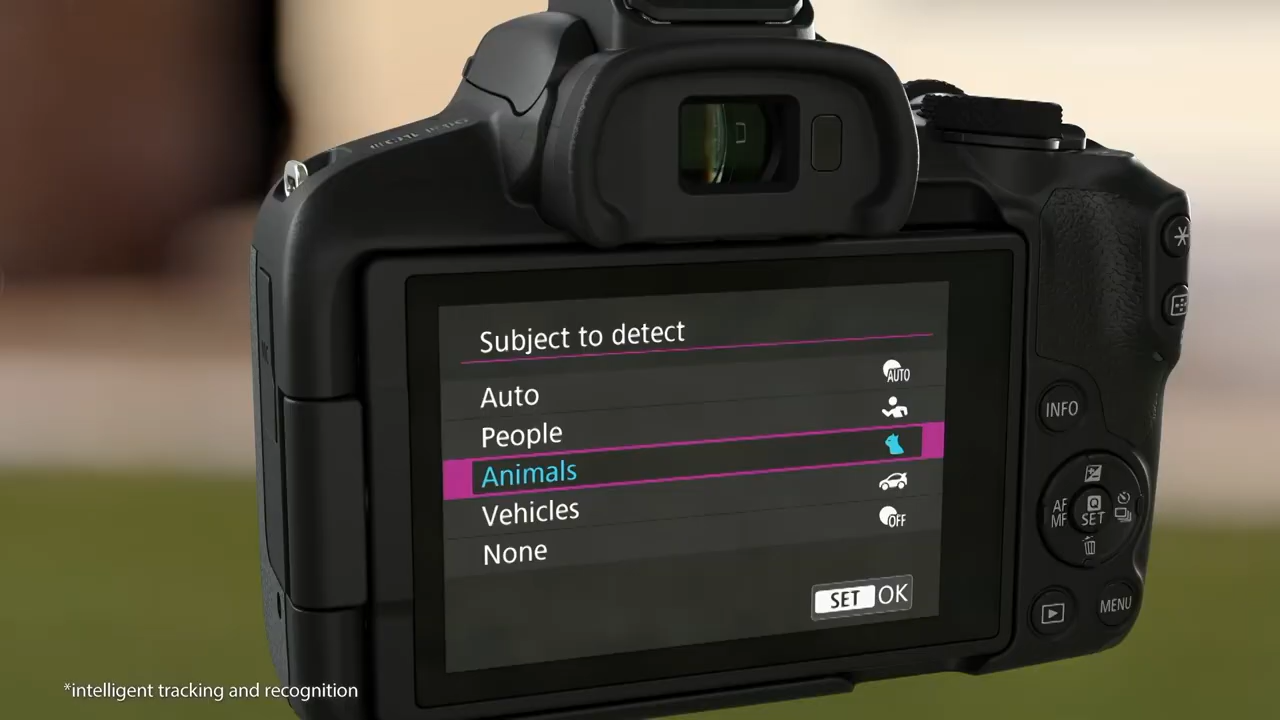 Subject to detect
Auto
AUTO
People
Animals
Vehicles
None
OFF
SET OK
INFO
AF
MF
Q
SET
MENU
*intelligent tracking and recognition